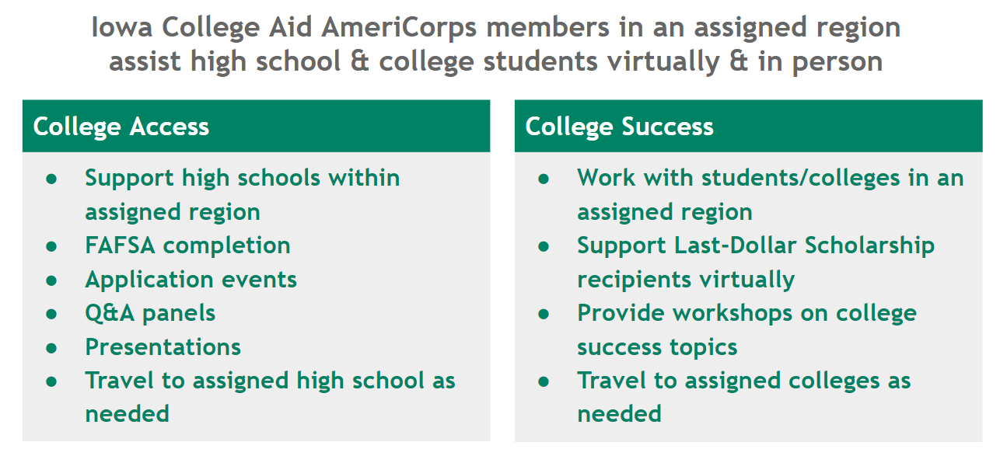 Iowa College Aid AmeriCorps members in an assigned region
assist high school & college students virtually & in person
College Access
● Support high schools within
assigned region
● FAFSA completion
● Application events
● Q&A panels
● Presentations
● Travel to assigned high school as
needed
College Success
● Work with students/colleges in an
assigned region
● Support Last-Dollar Scholarship
recipients virtually
● Provide workshops on college
success topics
● Travel to assigned colleges as
needed